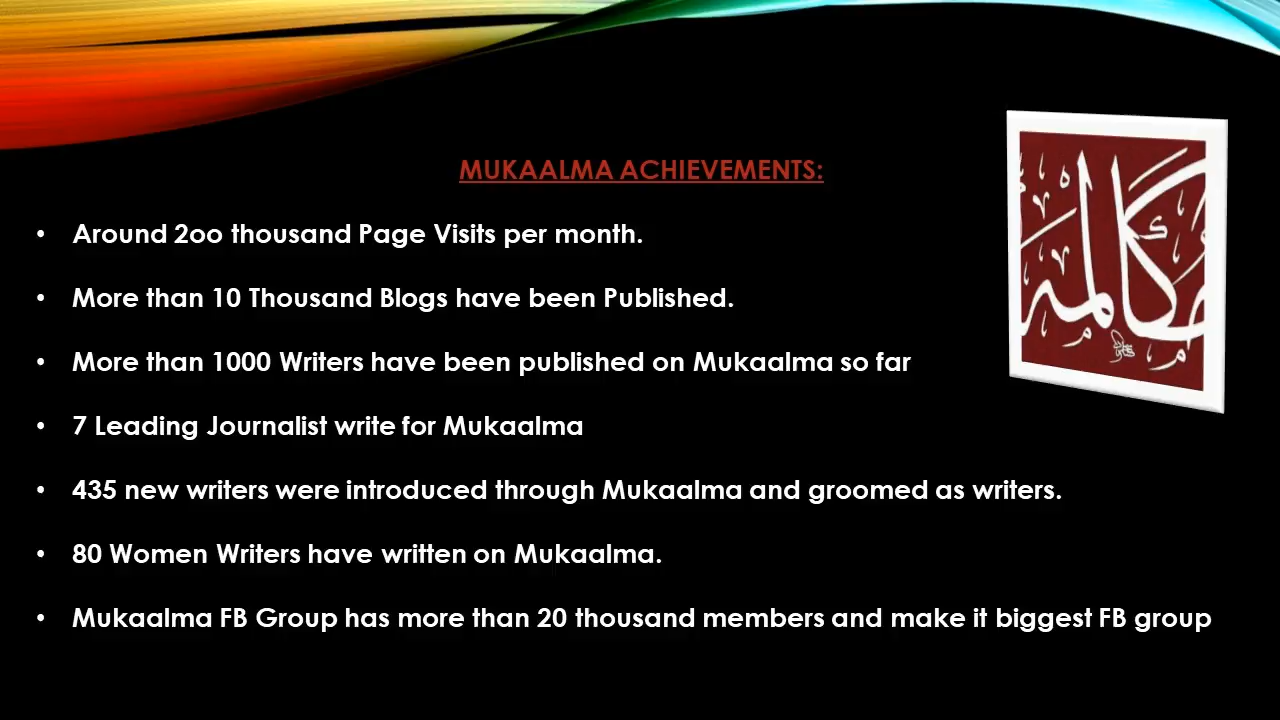 MUKAALMA ACHIEVEMENTS:
• Around 2oo thousand Page Visits per month.
• More than 10 Thousand Blogs have been Published.
• More than 1000 Writers have been published on Mukaalma so far
• 7 Leading Journalist write for Mukaalma
• 435 new writers were introduced through Mukaalma and groomed as writers.
• 80 Women Writers have written on Mukaalma.
• Mukaalma FB Group has more than 20 thousand members and make it biggest FB group
مکالمہ